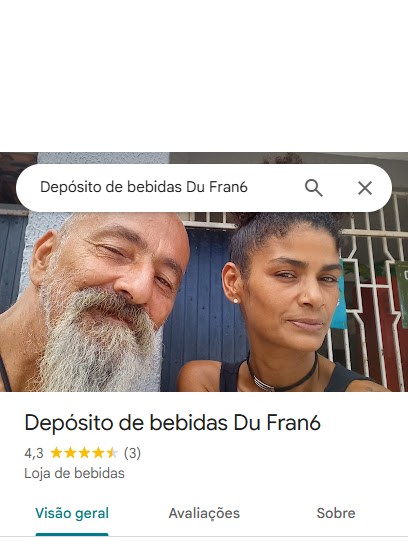 Depósito de bebidas Du Fran6
Depósito de bebidas Du Fran6
4,3 (3)
Loja de bebidas
Visão geral Avaliações Sobre